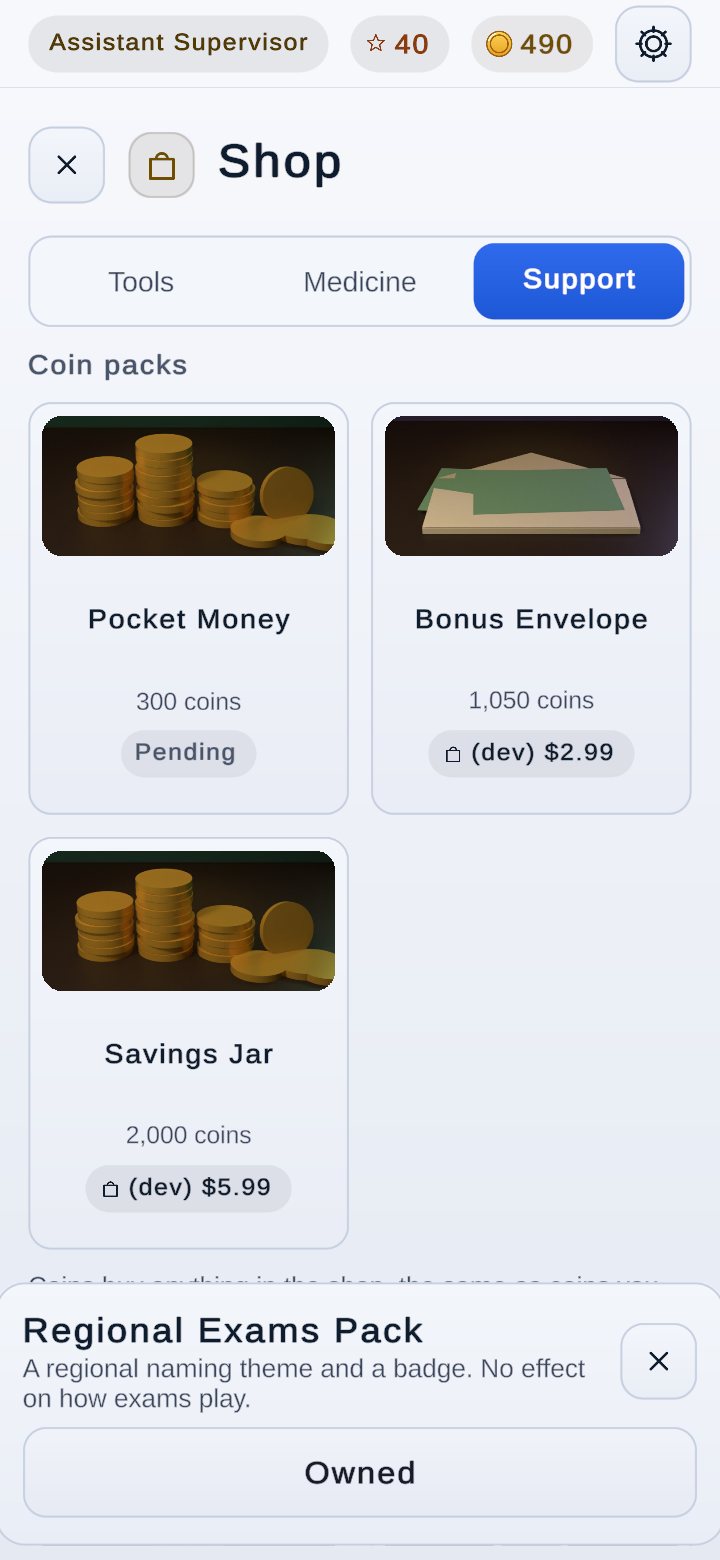 Assistant Supervisor
40
490
Shop
Tools
Medicine
Support
Coin packs
Pocket Money
300 coins
Pending
Bonus Envelope
1,050 coins
(dev) $2.99
Savings Jar
2,000 coins
(dev) $5.99
Regional Exams Pack
A regional naming theme and a badge. No effect
on how exams play.
Owned